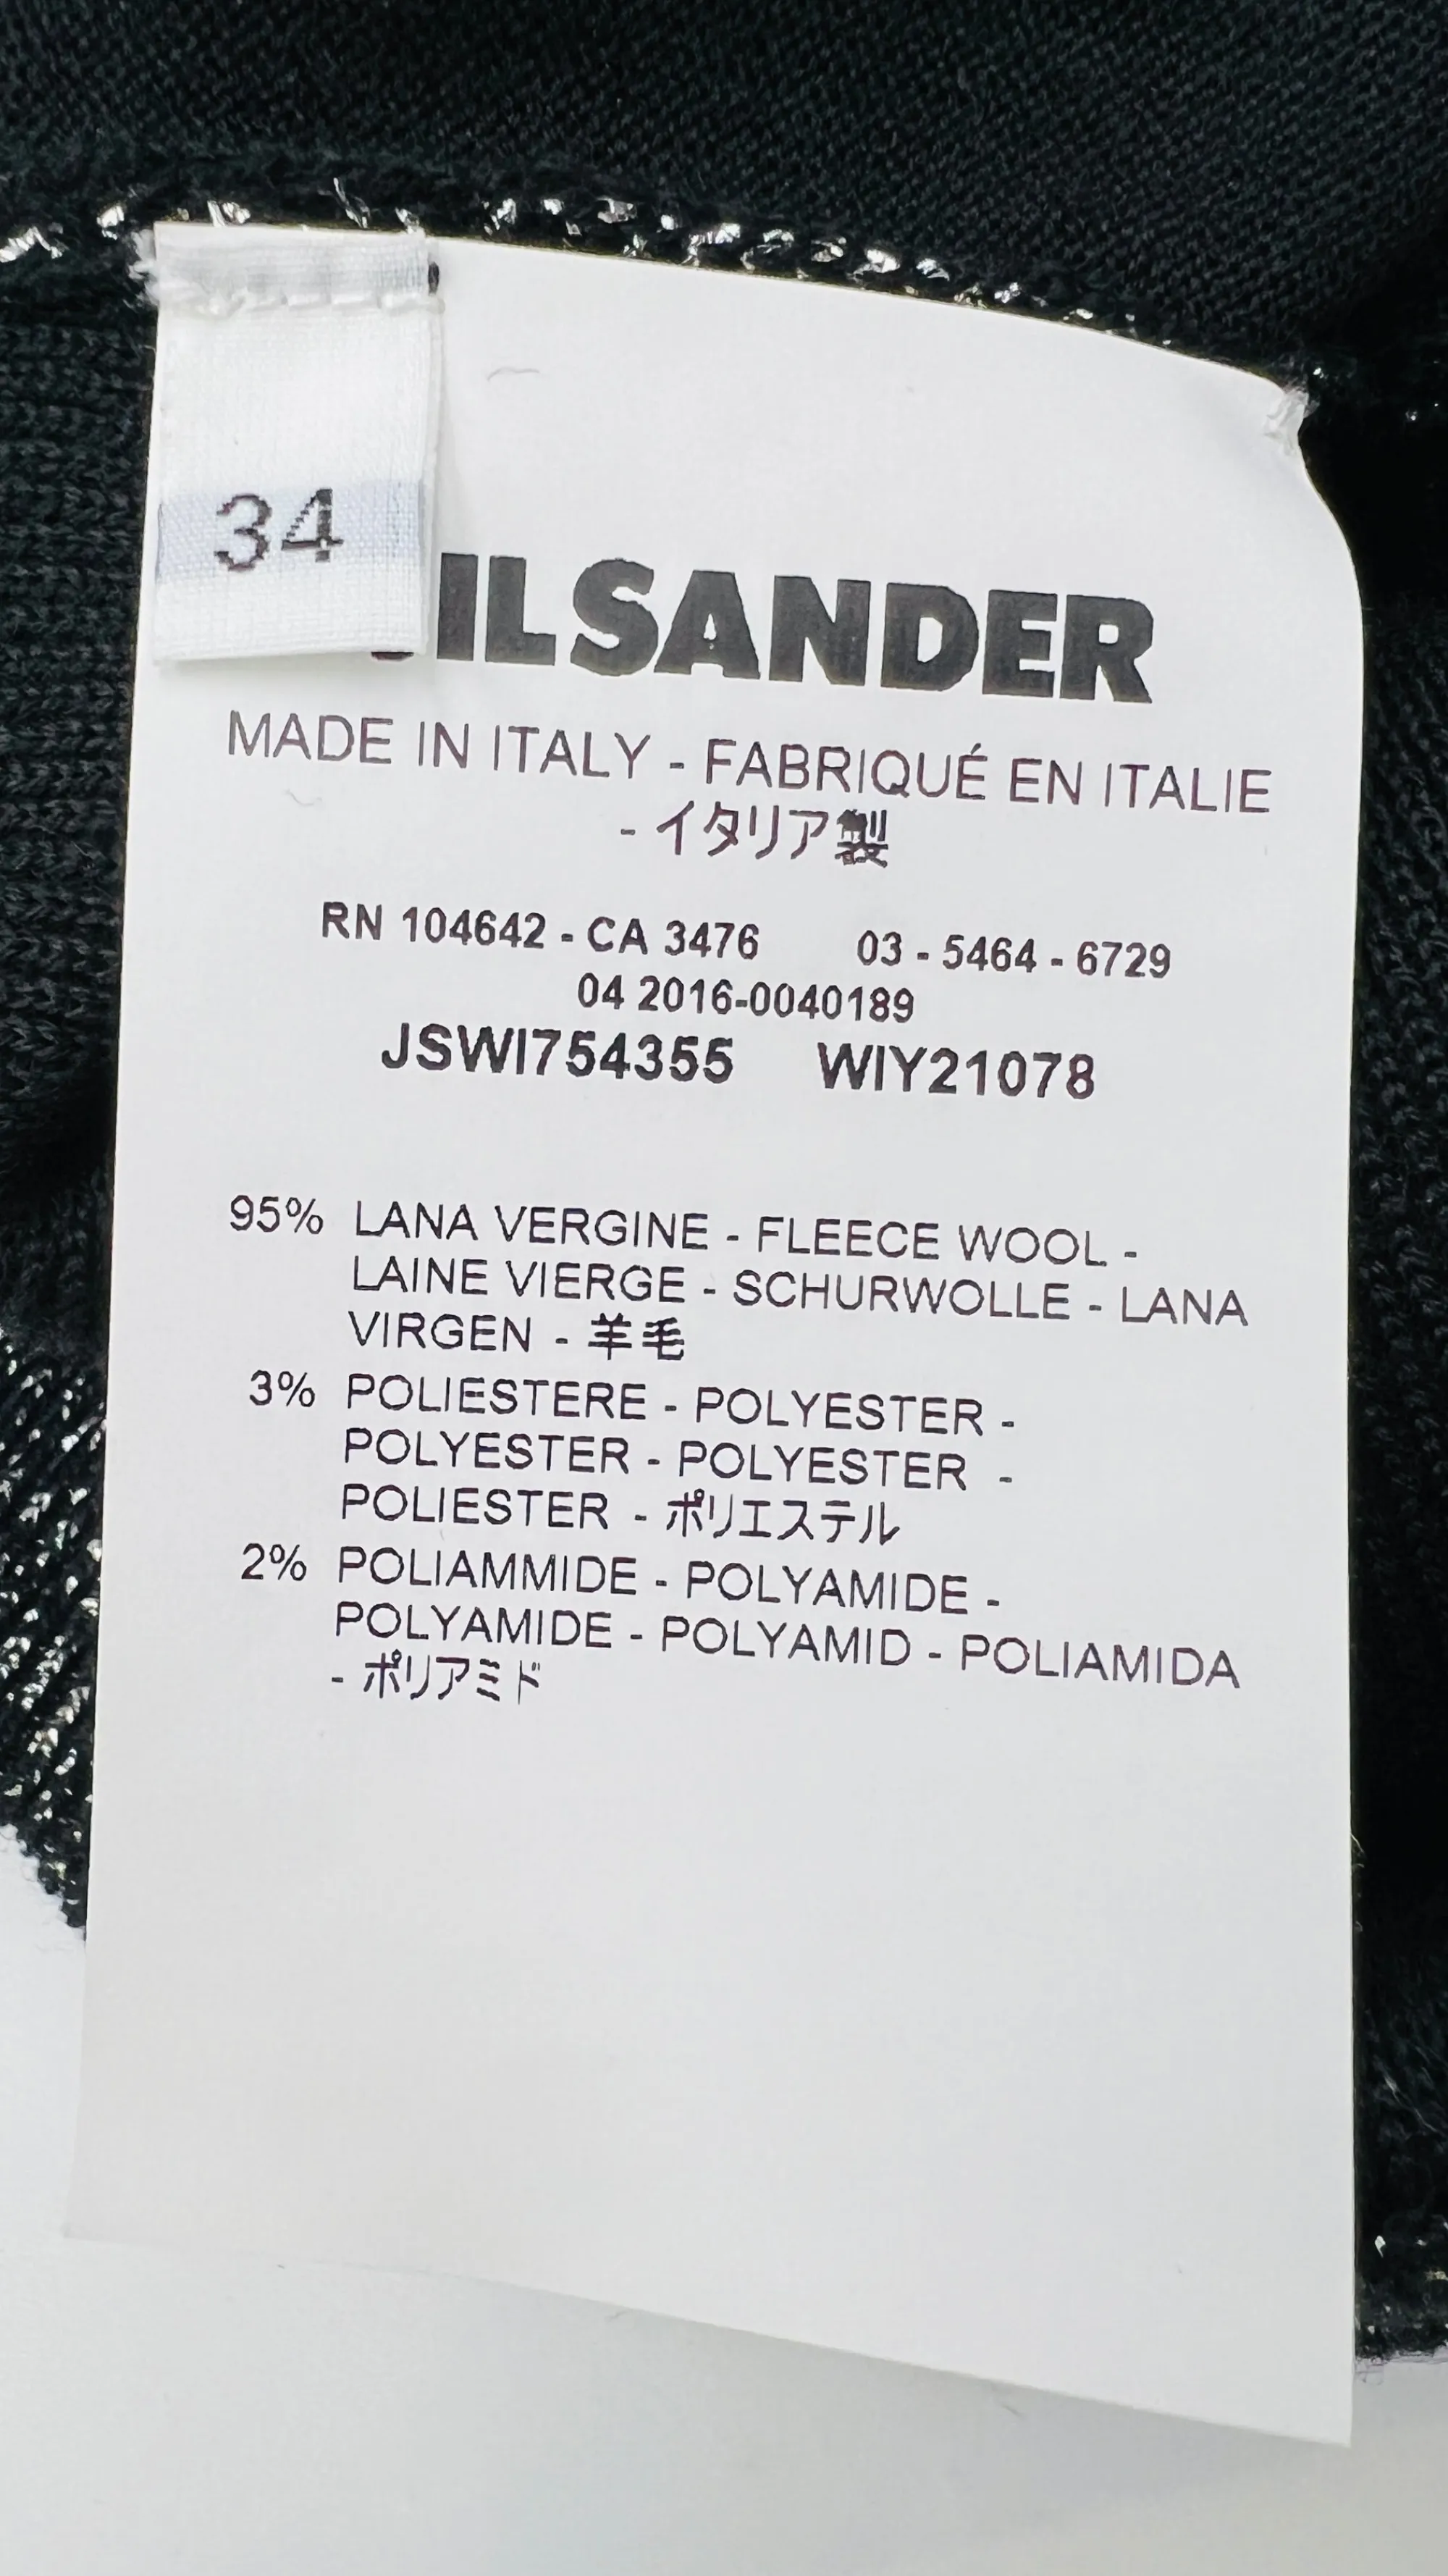 34
JILSANDER
MADE IN ITALY - FABRIQUÉ EN ITALIE
- イタリア製
RN 104642 - CA 3476 03 - 5464 - 6729
04 2016-0040189
JSWI754355 WIY21078
95% LANA VERGINE - FLEECE WOOL -
LAINE VIERGE - SCHURWOLLE - LANA
VIRGEN - 羊毛
3% POLIESTERE - POLYESTER -
POLYESTER - POLYESTER -
POLIESTER - ポリエステル
2% POLIAMMIDE - POLYAMIDE -
POLYAMIDE - POLYAMID - POLIAMIDA
- ポリアミド